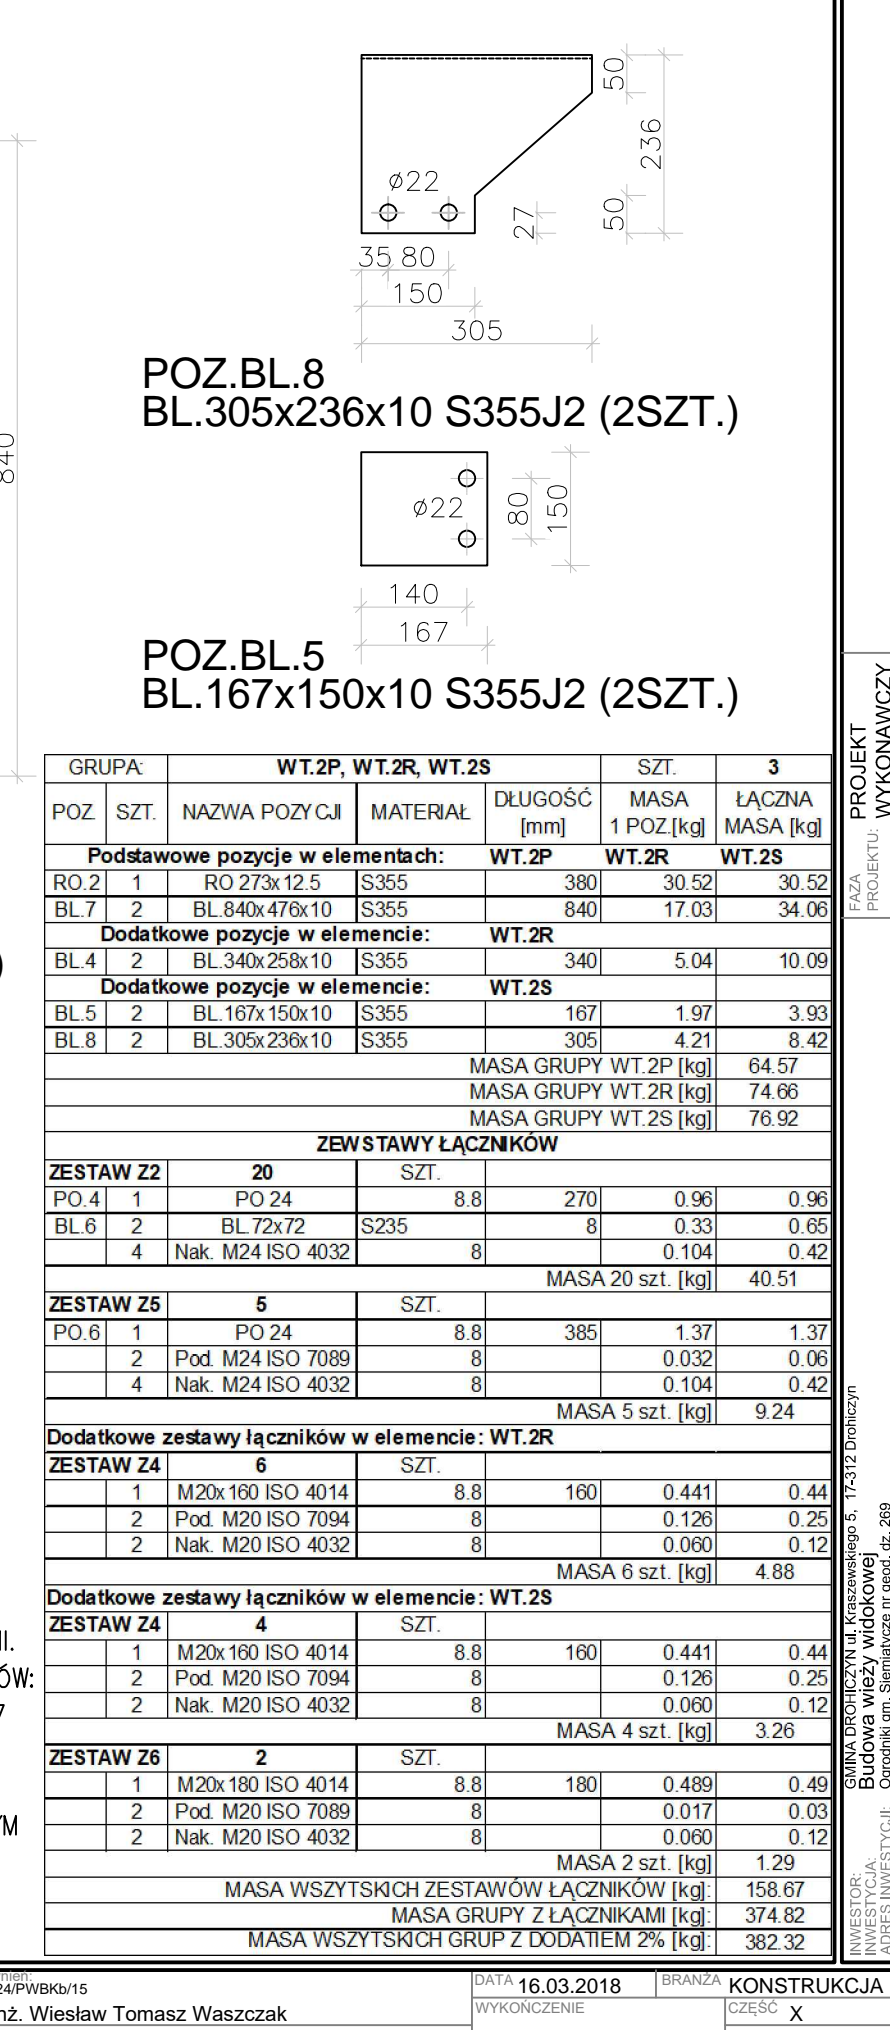 50
236
ø22
27
50
35 80
150
305
POZ.BL.8
BL.305x236x10 S355J2 (2SZT.)
840
ø22
80
150
140
167
POZ.BL.5
BL.167x150x10 S355J2 (2SZT.)
GRUPA: WT.2P, WT.2R, WT.2S SZT. 3
POZ. SZT. NAZWA POZYCJI MATERIAŁ DŁUGOŚĆ [mm] MASA 1 POZ.[kg] ŁĄCZNA MASA [kg]
Podstawowe pozycje w elementach: WT.2P WT.2R WT.2S
RO.2 1 RO 273x12.5 S355 380 30.52 30.52
BL.7 2 BL.840x476x10 S355 840 17.03 34.06
Dodatkowe pozycje w elemencie: WT.2R
BL.4 2 BL.340x258x10 S355 340 5.04 10.09
Dodatkowe pozycje w elemencie: WT.2S
BL.5 2 BL.167x150x10 S355 167 1.97 3.93
BL.8 2 BL.305x236x10 S355 305 4.21 8.42
MASA GRUPY WT.2P [kg] 64.57
MASA GRUPY WT.2R [kg] 74.66
MASA GRUPY WT.2S [kg] 76.92
ZEWSTAWY ŁĄCZNIKÓW
ZESTAW Z2 20 SZT.
PO.4 1 PO 24 8.8 270 0.96 0.96
BL.6 2 BL.72x72 S235 8 0.33 0.65
4 Nak. M24 ISO 4032 8 0.104 0.42
MASA 20 szt. [kg] 40.51
ZESTAW Z5 5 SZT.
PO.6 1 PO 24 8.8 385 1.37 1.37
2 Pod. M24 ISO 7089 8 0.032 0.06
4 Nak. M24 ISO 4032 8 0.104 0.42
MASA 5 szt. [kg] 9.24
Dodatkowe zestawy łączników w elemencie: WT.2R
ZESTAW Z4 6 SZT.
1 M20x160 ISO 4014 8.8 160 0.441 0.44
2 Pod. M20 ISO 7094 8 0.126 0.25
2 Nak. M20 ISO 4032 8 0.060 0.12
MASA 6 szt. [kg] 4.88
Dodatkowe zestawy łączników w elemencie: WT.2S
ZESTAW Z4 4 SZT.
1 M20x160 ISO 4014 8.8 160 0.441 0.44
2 Pod. M20 ISO 7094 8 0.126 0.25
2 Nak. M20 ISO 4032 8 0.060 0.12
MASA 4 szt. [kg] 3.26
ZESTAW Z6 2 SZT.
1 M20x180 ISO 4014 8.8 180 0.489 0.49
2 Pod. M20 ISO 7089 8 0.017 0.03
2 Nak. M20 ISO 4032 8 0.060 0.12
MASA 2 szt. [kg] 1.29
MASA WSZYTSKICH ZESTAWÓW ŁĄCZNIKÓW [kg]: 158.67
MASA GRUPY Z ŁĄCZNIKAMI [kg]: 374.82
MASA WSZYTSKICH GRUP Z DODATIEM 2% [kg]: 382.32
FAZA PROJEKTU: PROJEKT WYKONAWCZY
INWESTOR: GMINA DROHICZYN ul. Kraszewskiego 5, 17-312 Drohiczyn
INWESTYCJA: Budowa wieży widokowej
ADRES INWESTYCJI: Ogrodniki gm. Siemiatycze nr geod. dz. 269
24/PWBKb/15
DATA 16.03.2018 BRANŻA KONSTRUKCJA
nż. Wiesław Tomasz Waszczak
WYKOŃCZENIE CZĘŚĆ X